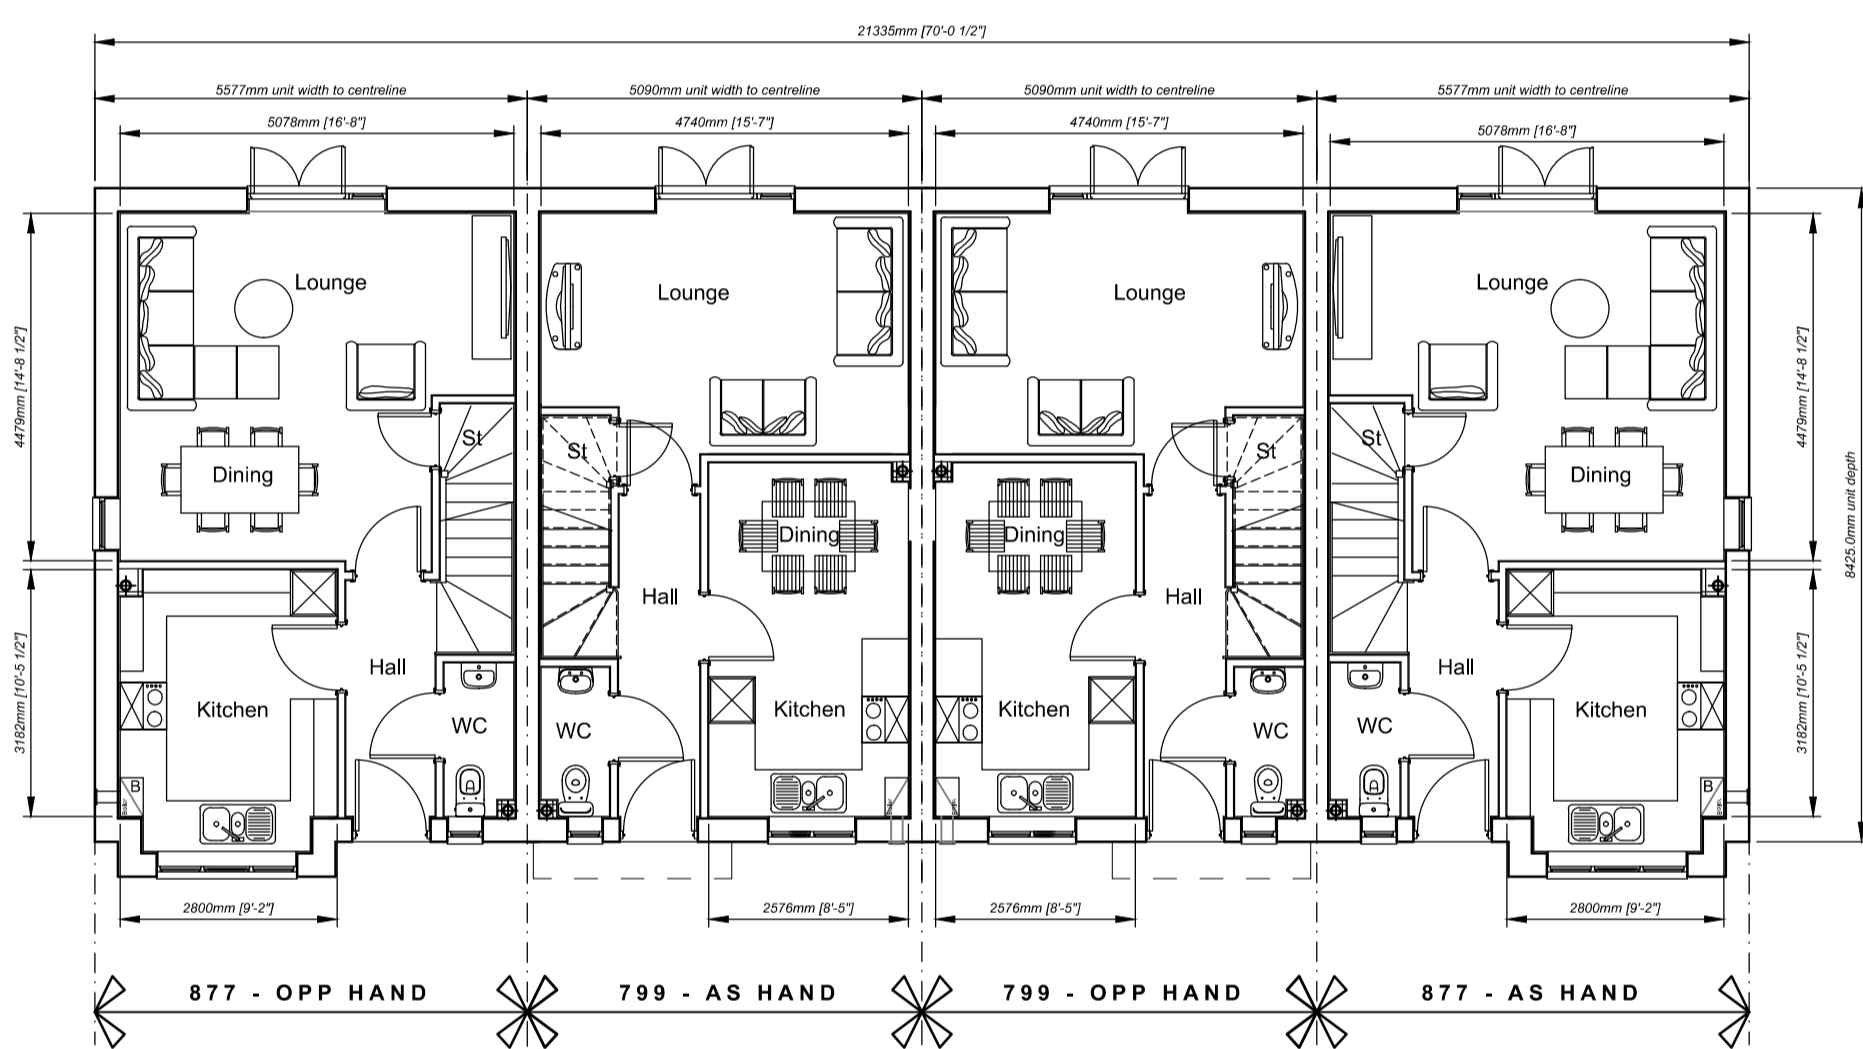 21335mm [70'-0 1/2"]
5577mm unit width to centreline
5090mm unit width to centreline
5090mm unit width to centreline
5577mm unit width to centreline
5078mm [16'-8"]
4740mm [15'-7"]
4740mm [15'-7"]
5078mm [16'-8"]
Lounge
Lounge
Lounge
Lounge
4479mm [14'-8 1/2"]
4479mm [14'-8 1/2"]
8425.0mm unit depth
St
St
St
St
Dining
Dining
Dining
Dining
Hall
Hall
Hall
Hall
3182mm [10'-5 1/2"]
3182mm [10'-5 1/2"]
Kitchen
Kitchen
Kitchen
Kitchen
WC
WC
WC
WC
B
B
2800mm [9'-2"]
2576mm [8'-5"]
2576mm [8'-5"]
2800mm [9'-2"]
877 - OPP HAND
799 - AS HAND
799 - OPP HAND
877 - AS HAND